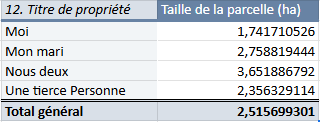 12. Titre de propriété Taille de la parcelle (ha)
Moi 1,741710526
Mon mari 2,758819444
Nous deux 3,651886792
Une tierce Personne 2,356329114
Total général 2,515699301